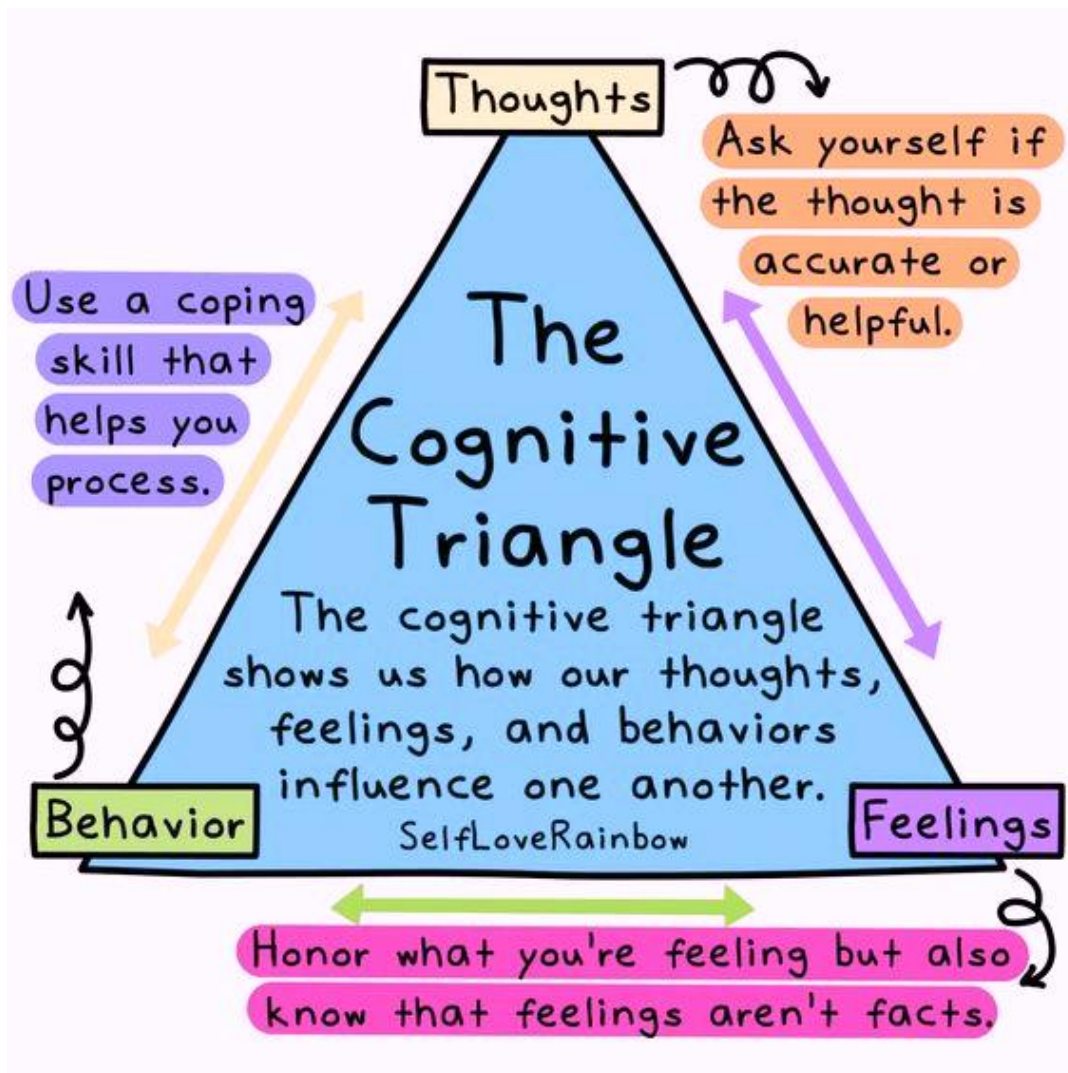 Thoughts
Ask yourself if
the thought is
accurate or
helpful.
Use a coping
skill that
helps you
process.
The
Cognitive
Triangle
The cognitive triangle
shows us how our thoughts,
feelings, and behaviors
influence one another.
SelfLoveRainbow
Behavior
Feelings
Honor what you're feeling but also
know that feelings aren't facts.